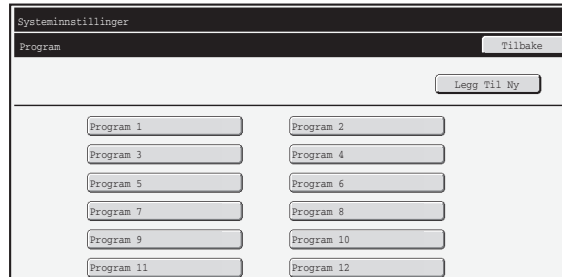 Systeminnstillinger
Program
Tilbake
Legg Til Ny
Program 1
Program 2
Program 3
Program 4
Program 5
Program 6
Program 7
Program 8
Program 9
Program 10
Program 11
Program 12